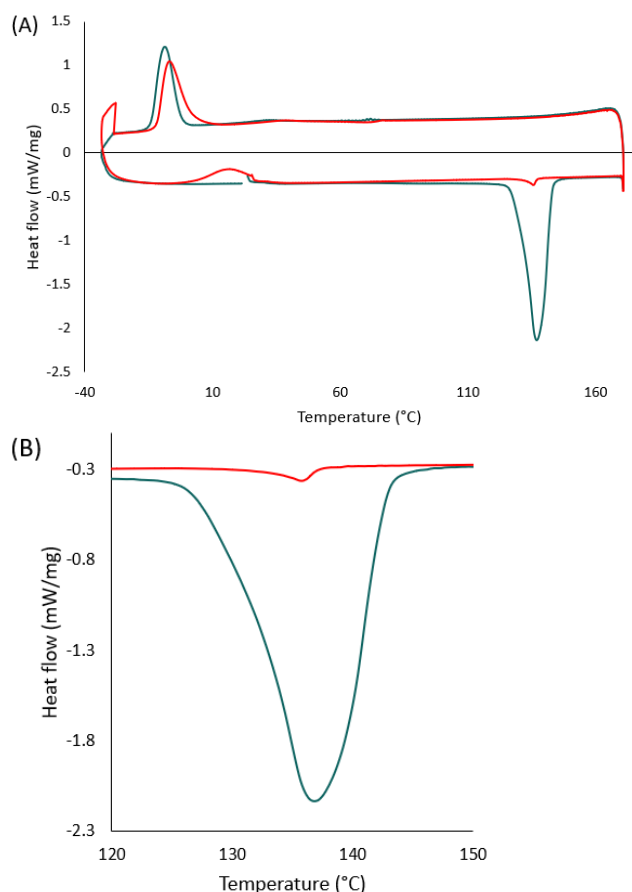 (A)
1.5
1
0.5
0
-0.5
-1
-1.5
-2
-2.5
Heat flow (mW/mg)
-40 10 60 110 160
Temperature (°C)
(B)
-0.3
-0.8
-1.3
-1.8
-2.3
Heat flow (mW/mg)
120 130 140 150
Temperature (°C)